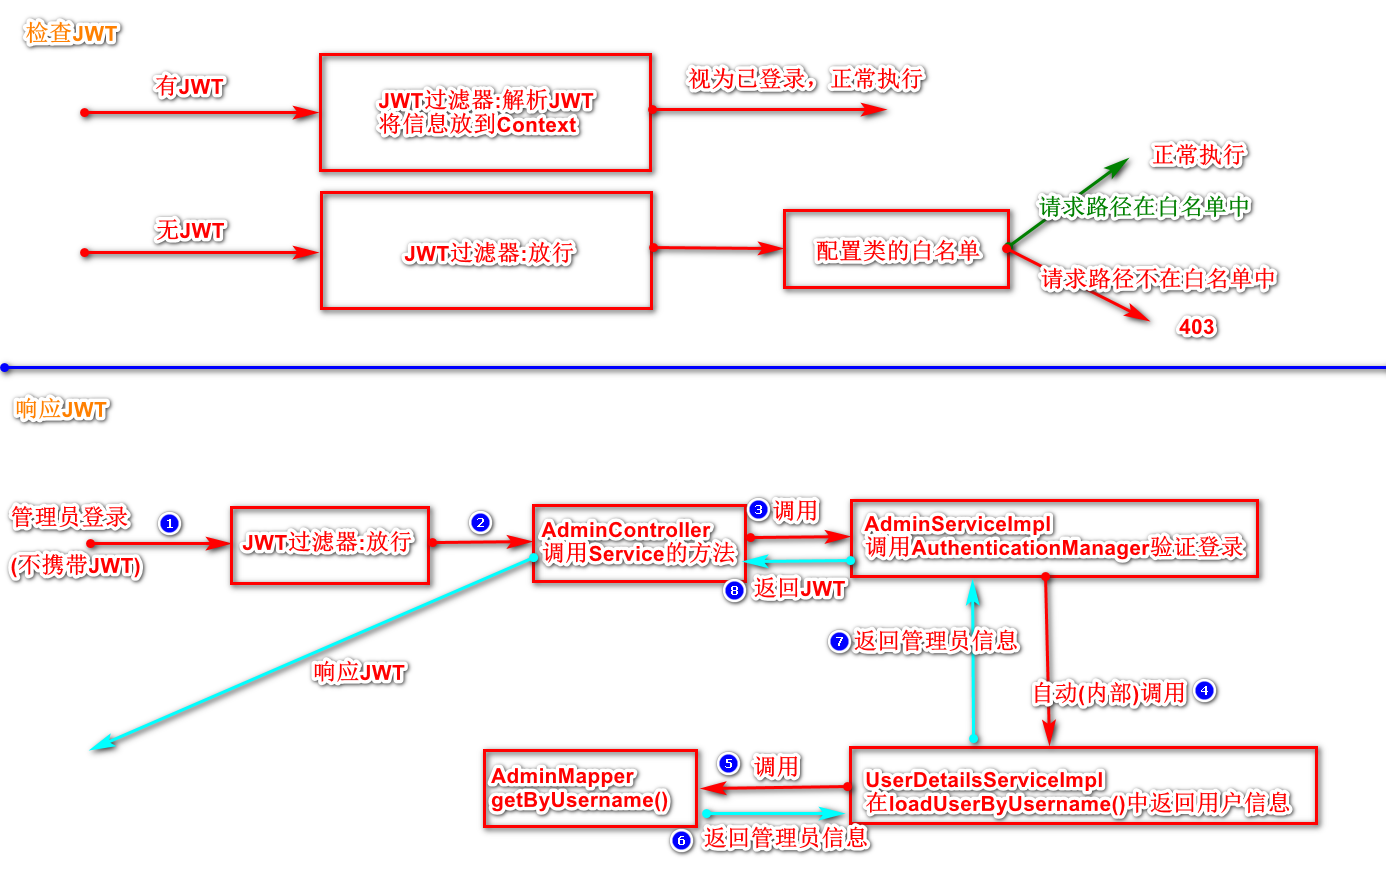 检查JWT
有JWT
JWT过滤器:解析JWT
将信息放到Context
视为已登录，正常执行
无JWT
JWT过滤器:放行
配置类的白名单
正常执行
请求路径在白名单中
请求路径不在白名单中
403
响应JWT
管理员登录
(不携带JWT)
1
JWT过滤器:放行
2
AdminController
调用Service的方法
3 调用
AdminServiceImpl
调用AuthenticationManager验证登录
8 返回JWT
响应JWT
7 返回管理员信息
自动(内部)调用 4
AdminMapper
getByUsername()
5 调用
6 返回管理员信息
UserDetailsServiceImpl
在loadUserByUsername()中返回用户信息